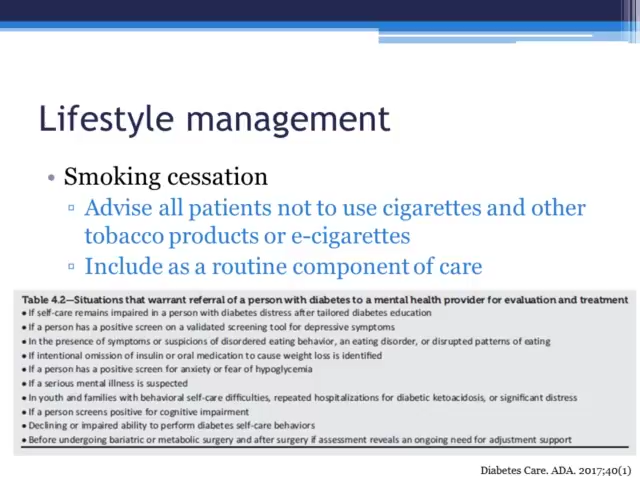 Lifestyle management
• Smoking cessation
▫ Advise all patients not to use cigarettes and other
tobacco products or e-cigarettes
▫ Include as a routine component of care
Table 4.2—Situations that warrant referral of a person with diabetes to a mental health provider for evaluation and treatment
• If self-care remains impaired in a person with diabetes distress after tailored diabetes education
• If a person has a positive screen on a validated screening tool for depressive symptoms
• In the presence of symptoms or suspicions of disordered eating behavior, an eating disorder, or disrupted patterns of eating
• If intentional omission of insulin or oral medication to cause weight loss is identified
• If a person has a positive screen for anxiety or fear of hypoglycemia
• If a serious mental illness is suspected
• In youth and families with behavioral self-care difficulties, repeated hospitalizations for diabetic ketoacidosis, or significant distress
• If a person screens positive for cognitive impairment
• Declining or impaired ability to perform diabetes self-care behaviors
• Before undergoing bariatric or metabolic surgery and after surgery if assessment reveals an ongoing need for adjustment support
Diabetes Care. ADA. 2017;40(1)